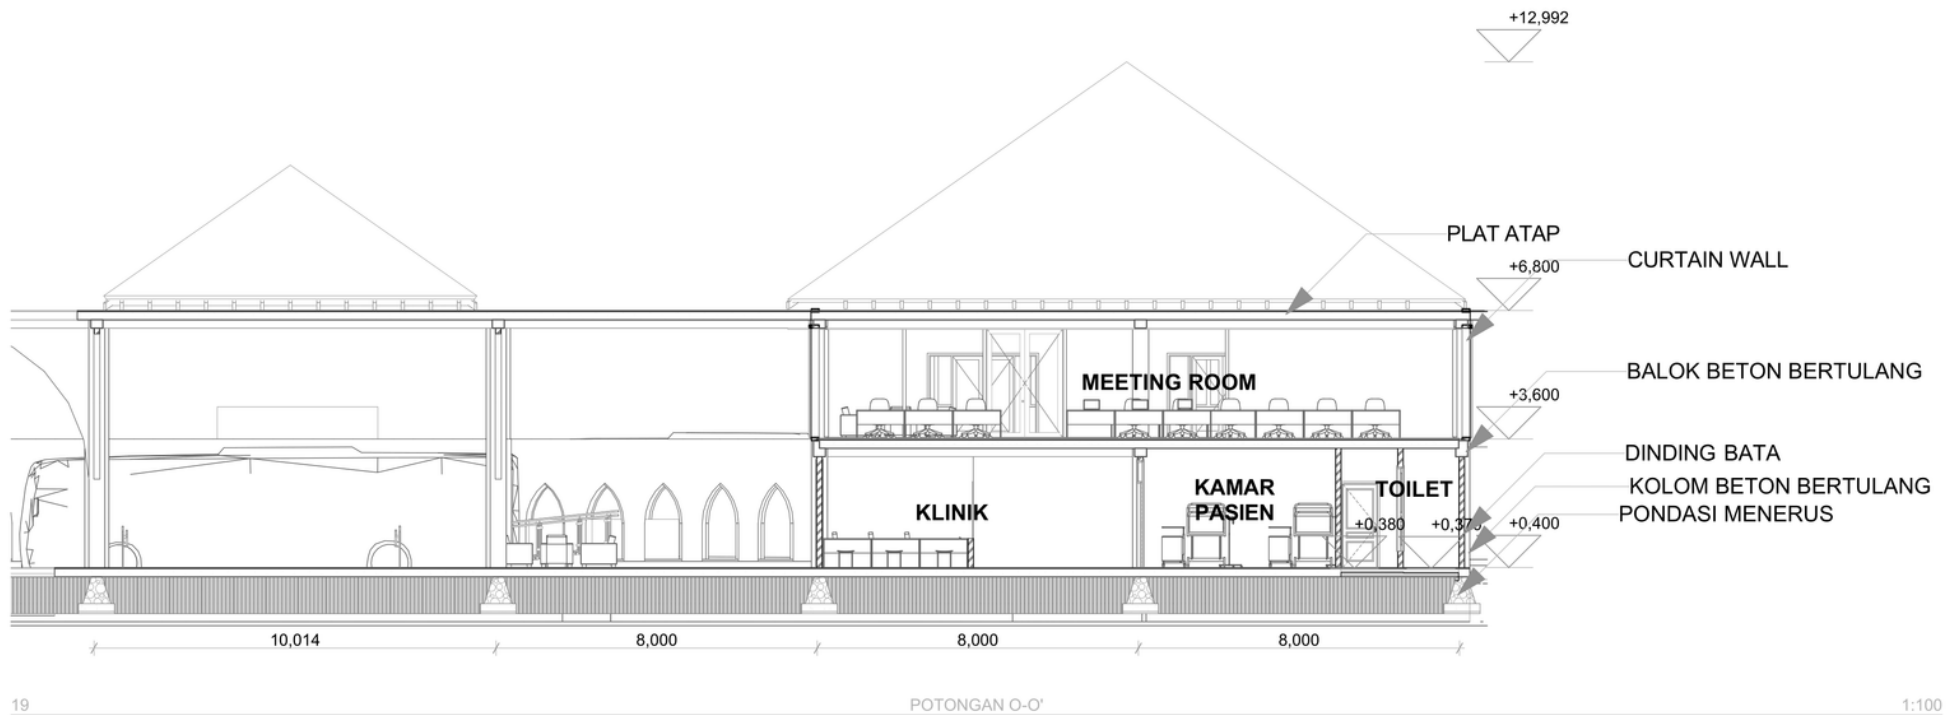 +12,992
PLAT ATAP
+6,800
CURTAIN WALL
BALOK BETON BERTULANG
MEETING ROOM
+3,600
DINDING BATA
KOLOM BETON BERTULANG
PONDASI MENERUS
KLINIK
KAMAR
PASIEN
TOILET
+0,380
+0,370
+0,400
10,014
8,000
8,000
8,000
19
POTONGAN O-O'
1:100